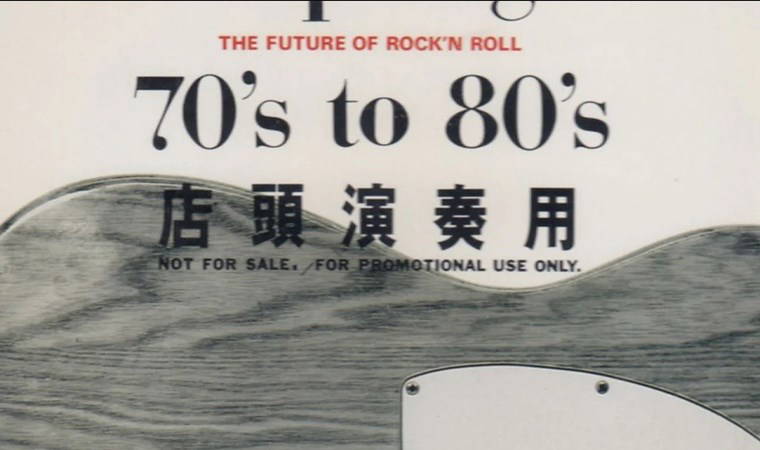 THE FUTURE OF ROCK'N ROLL
70's to 80's
店頭演奏用
NOT FOR SALE. FOR PROMOTIONAL USE ONLY.